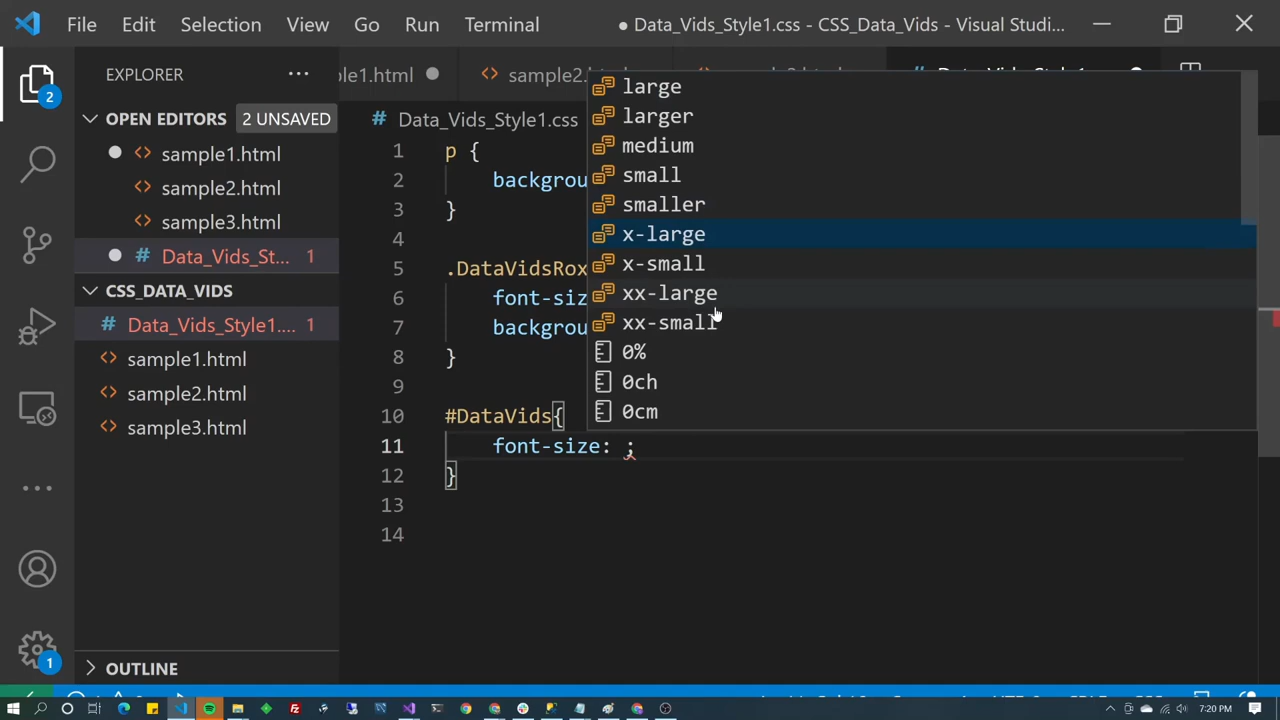 File Edit Selection View Go Run Terminal ● Data_Vids_Style1.css - CSS_Data_Vids - Visual Studi...
EXPLORER
OPEN EDITORS 2 UNSAVED
sample1.html
sample2.html
sample3.html
Data_Vids_St... 1
CSS_DATA_VIDS
Data_Vids_Style1.... 1
sample1.html
sample2.html
sample3.html
OUTLINE
2
1
ple1.html
sample2.
# Data_Vids_Style1.css
1 p {
2 backgrou
3 }
4
5 .DataVidsRox
6 font-siz
7 backgrou
8 }
9
10 #DataVids{
11 font-size: ;
12 }
13
14
large
larger
medium
small
smaller
x-large
x-small
xx-large
xx-small
0%
0ch
0cm
7:20 PM